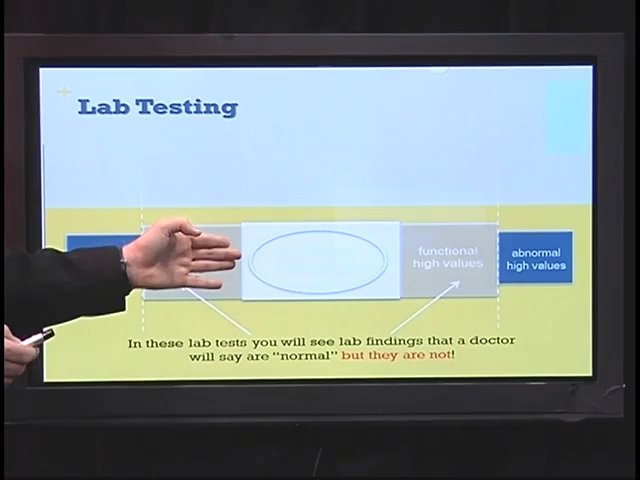 Lab Testing
functional
high values
abnormal
high values
In these lab tests you will see lab findings that a doctor
will say are “normal” but they are not!